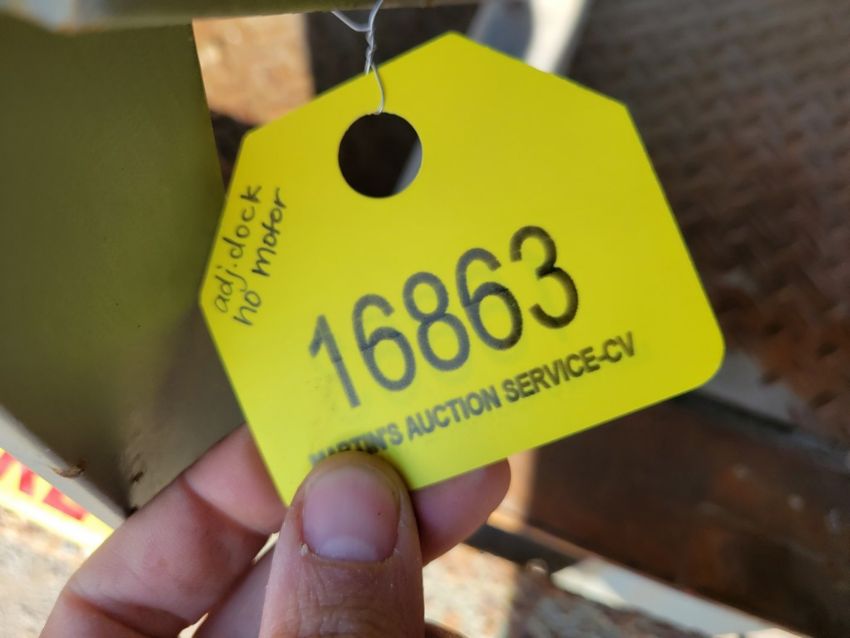 adj. dock
no motor
16863
MARTIN'S AUCTION SERVICE-CV